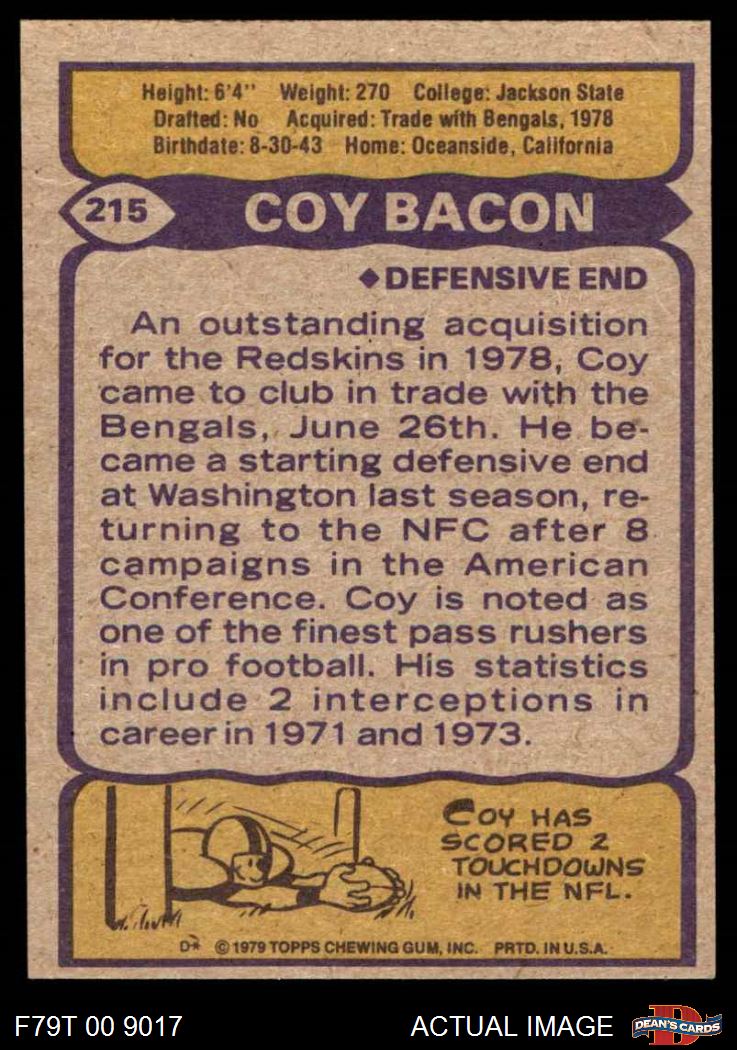 Height: 6'4" Weight: 270 College: Jackson State
Drafted: No Acquired: Trade with Bengals, 1978
Birthdate: 8-30-43 Home: Oceanside, California
215 COY BACON
◆DEFENSIVE END
An outstanding acquisition
for the Redskins in 1978, Coy
came to club in trade with the
Bengals, June 26th. He be-
came a starting defensive end
at Washington last season, re-
turning to the NFC after 8
campaigns in the American
Conference. Coy is noted as
one of the finest pass rushers
in pro football. His statistics
include 2 interceptions in
career in 1971 and 1973.
COY HAS
SCORED 2
TOUCHDOWNS
IN THE NFL.
D* © 1979 TOPPS CHEWING GUM, INC. PRTD. IN U.S.A.
F79T 00 9017 ACTUAL IMAGE D DEAN'S CARDS